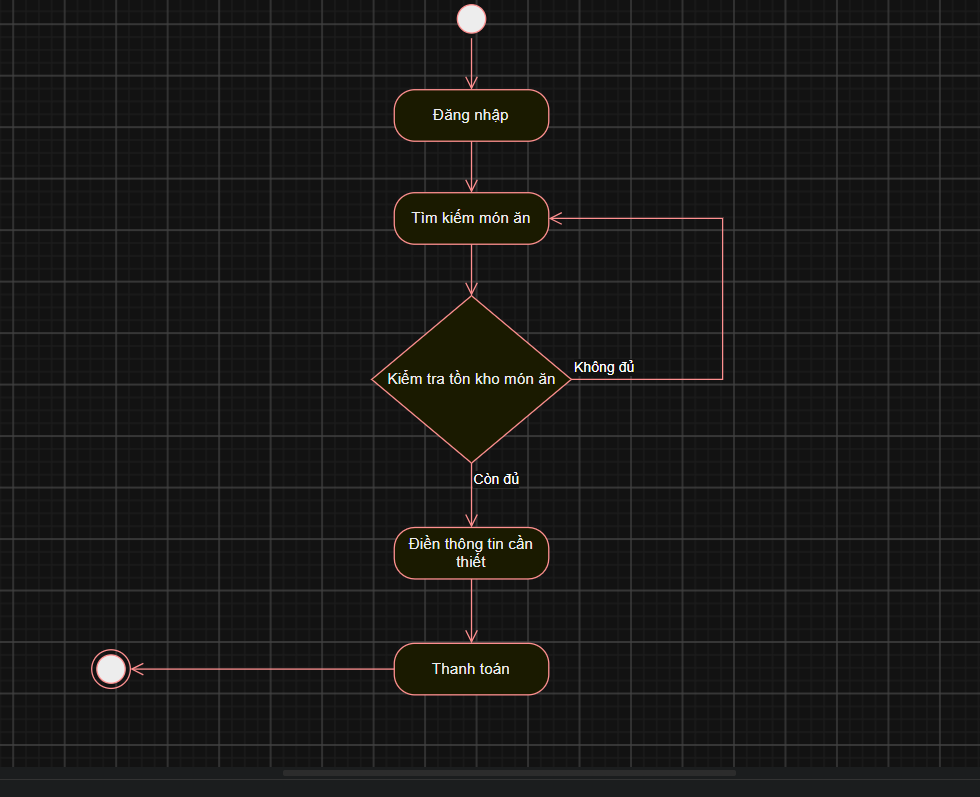 Đăng nhập
Tìm kiếm món ăn
Kiểm tra tồn kho món ăn
Không đủ
Còn đủ
Điền thông tin cần
thiết
Thanh toán